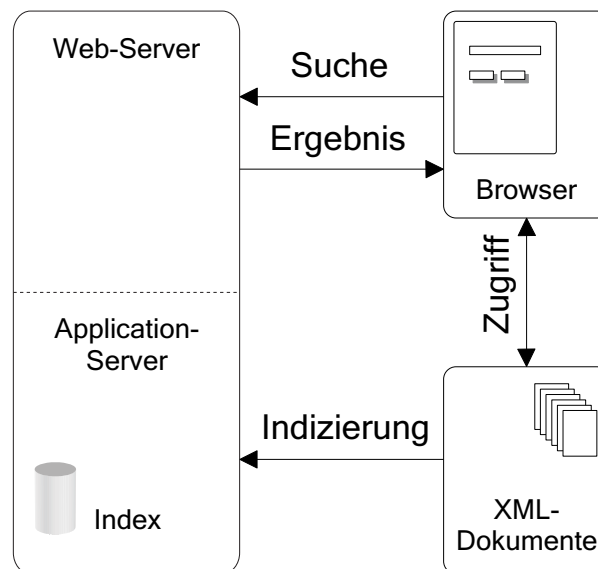 Web-Server
Suche
Ergebnis
Browser
Zugriff
Application-
Server
Indizierung
Index
XML-
Dokumente